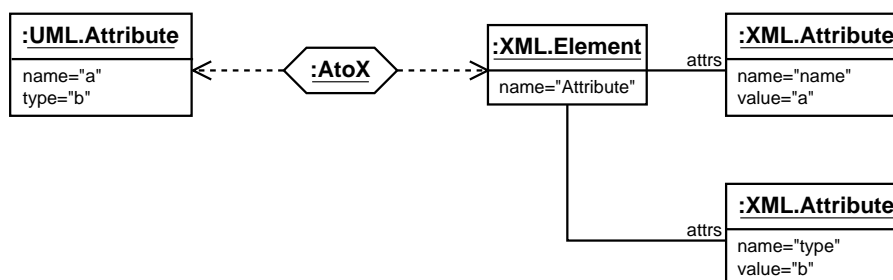 :UML.Attribute
name="a"
type="b"
:AtoX
:XML.Element
name="Attribute"
attrs
:XML.Attribute
name="name"
value="a"
attrs
:XML.Attribute
name="type"
value="b"